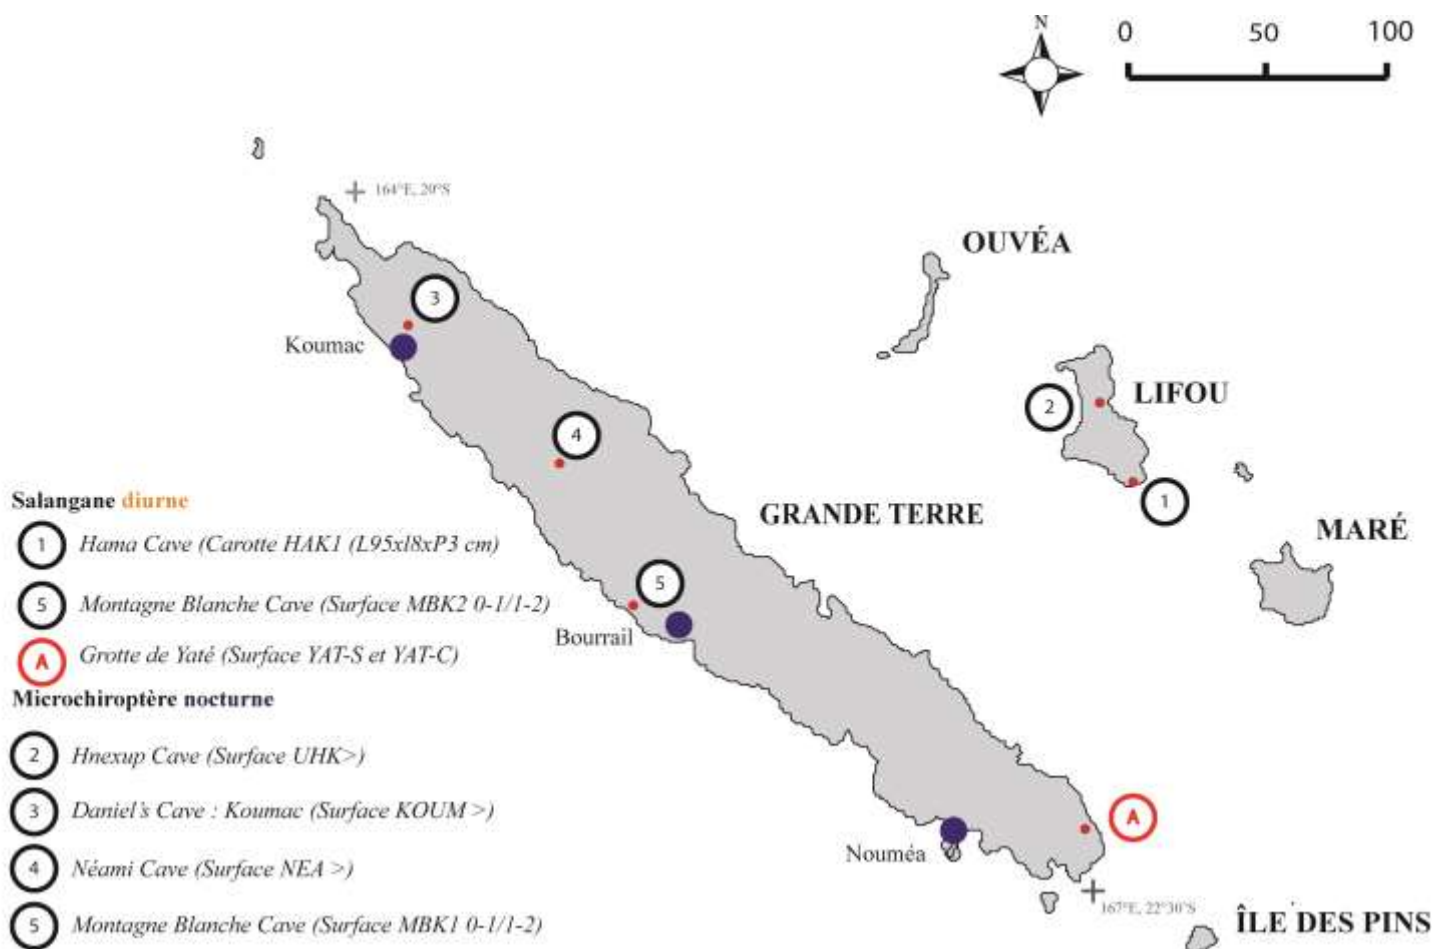 N
0 50 100
164°E, 20°S
OUVÉA
3
Koumac
LIFOU
2
4
1
Salangane diurne
GRANDE TERRE
MARÉ
1 Hama Cave (Carotte HAK1 (L95xl8xP3 cm)
5
5 Montagne Blanche Cave (Surface MBK2 0-1/1-2)
Bourrail
A Grotte de Yaté (Surface YAT-S et YAT-C)
Microchiroptère nocturne
2 Hnexup Cave (Surface UHK>)
3 Daniel's Cave : Koumac (Surface KOUM >)
A
Nouméa
4 Néami Cave (Surface NEA >)
167°E, 22°30'S
5 Montagne Blanche Cave (Surface MBK1 0-1/1-2)
ÎLE DES PINS